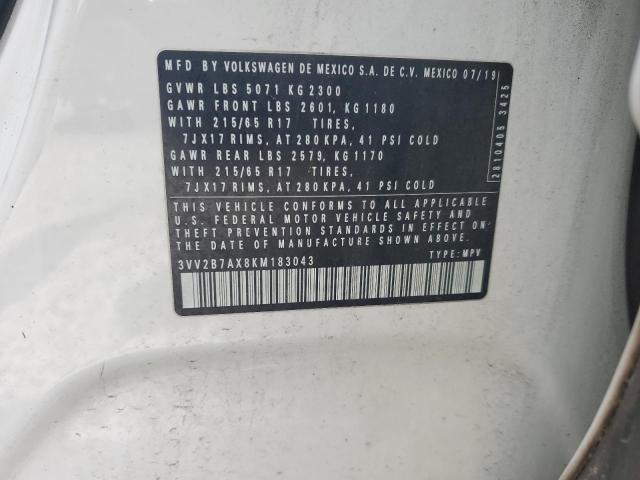 MFD BY VOLKSWAGEN DE MEXICO S.A. DE C.V. MEXICO 07/19
GVWR LBS 5071 KG 2300
GAWR FRONT LBS 2601, KG 1180
WITH 215/65 R17 TIRES,
7JX17 RIMS, AT 280 KPA, 41 PSI COLD
GAWR REAR LBS 2579, KG 1170
WITH 215/65 R17 TIRES,
7JX17 RIMS, AT 280 KPA, 41 PSI COLD
THIS VEHICLE CONFORMS TO ALL APPLICABLE
U.S. FEDERAL MOTOR VEHICLE SAFETY AND
THEFT PREVENTION STANDARDS IN EFFECT ON
THE DATE OF MANUFACTURE SHOWN ABOVE
3VV2B7AX8KM183043 TYPE: MPV
2810405 3425